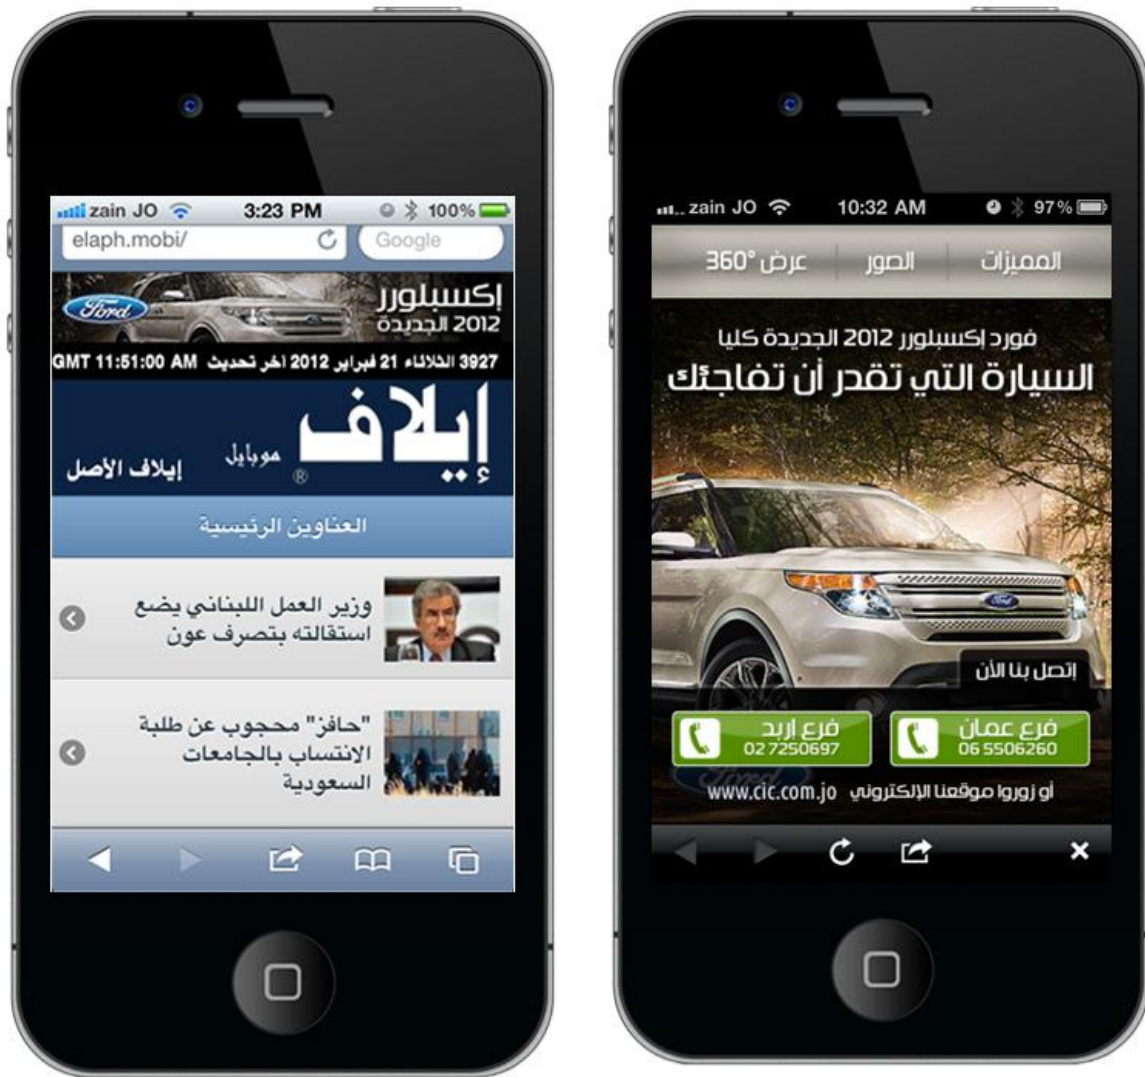 zain JO 3:23 PM 100%
elaph.mobi/ Google
Ford
إكسبلورر
2012 الجديدة
3927 الثلاثاء 21 فبراير 2012 اخر تحديث GMT 11:51:00 AM
إيلاف ®
موبايل
إيلاف الأصل
العناوين الرئيسية
وزير العمل اللبناني يضع
استقالته بتصرف عون
"حافز" محجوب عن طلبة
الانتساب بالجامعات
السعودية
zain JO 10:32 AM 97%
المميزات الصور عرض 360°
فورد إكسبلورر 2012 الجديدة كليا
السيارة التي تقدر أن تفاجئك
Ford
إتصل بنا الأن
فرع عمان
06 5506260
فرع إربد
02 7250697
أو زوروا موقعنا الإلكتروني www.cic.com.jo